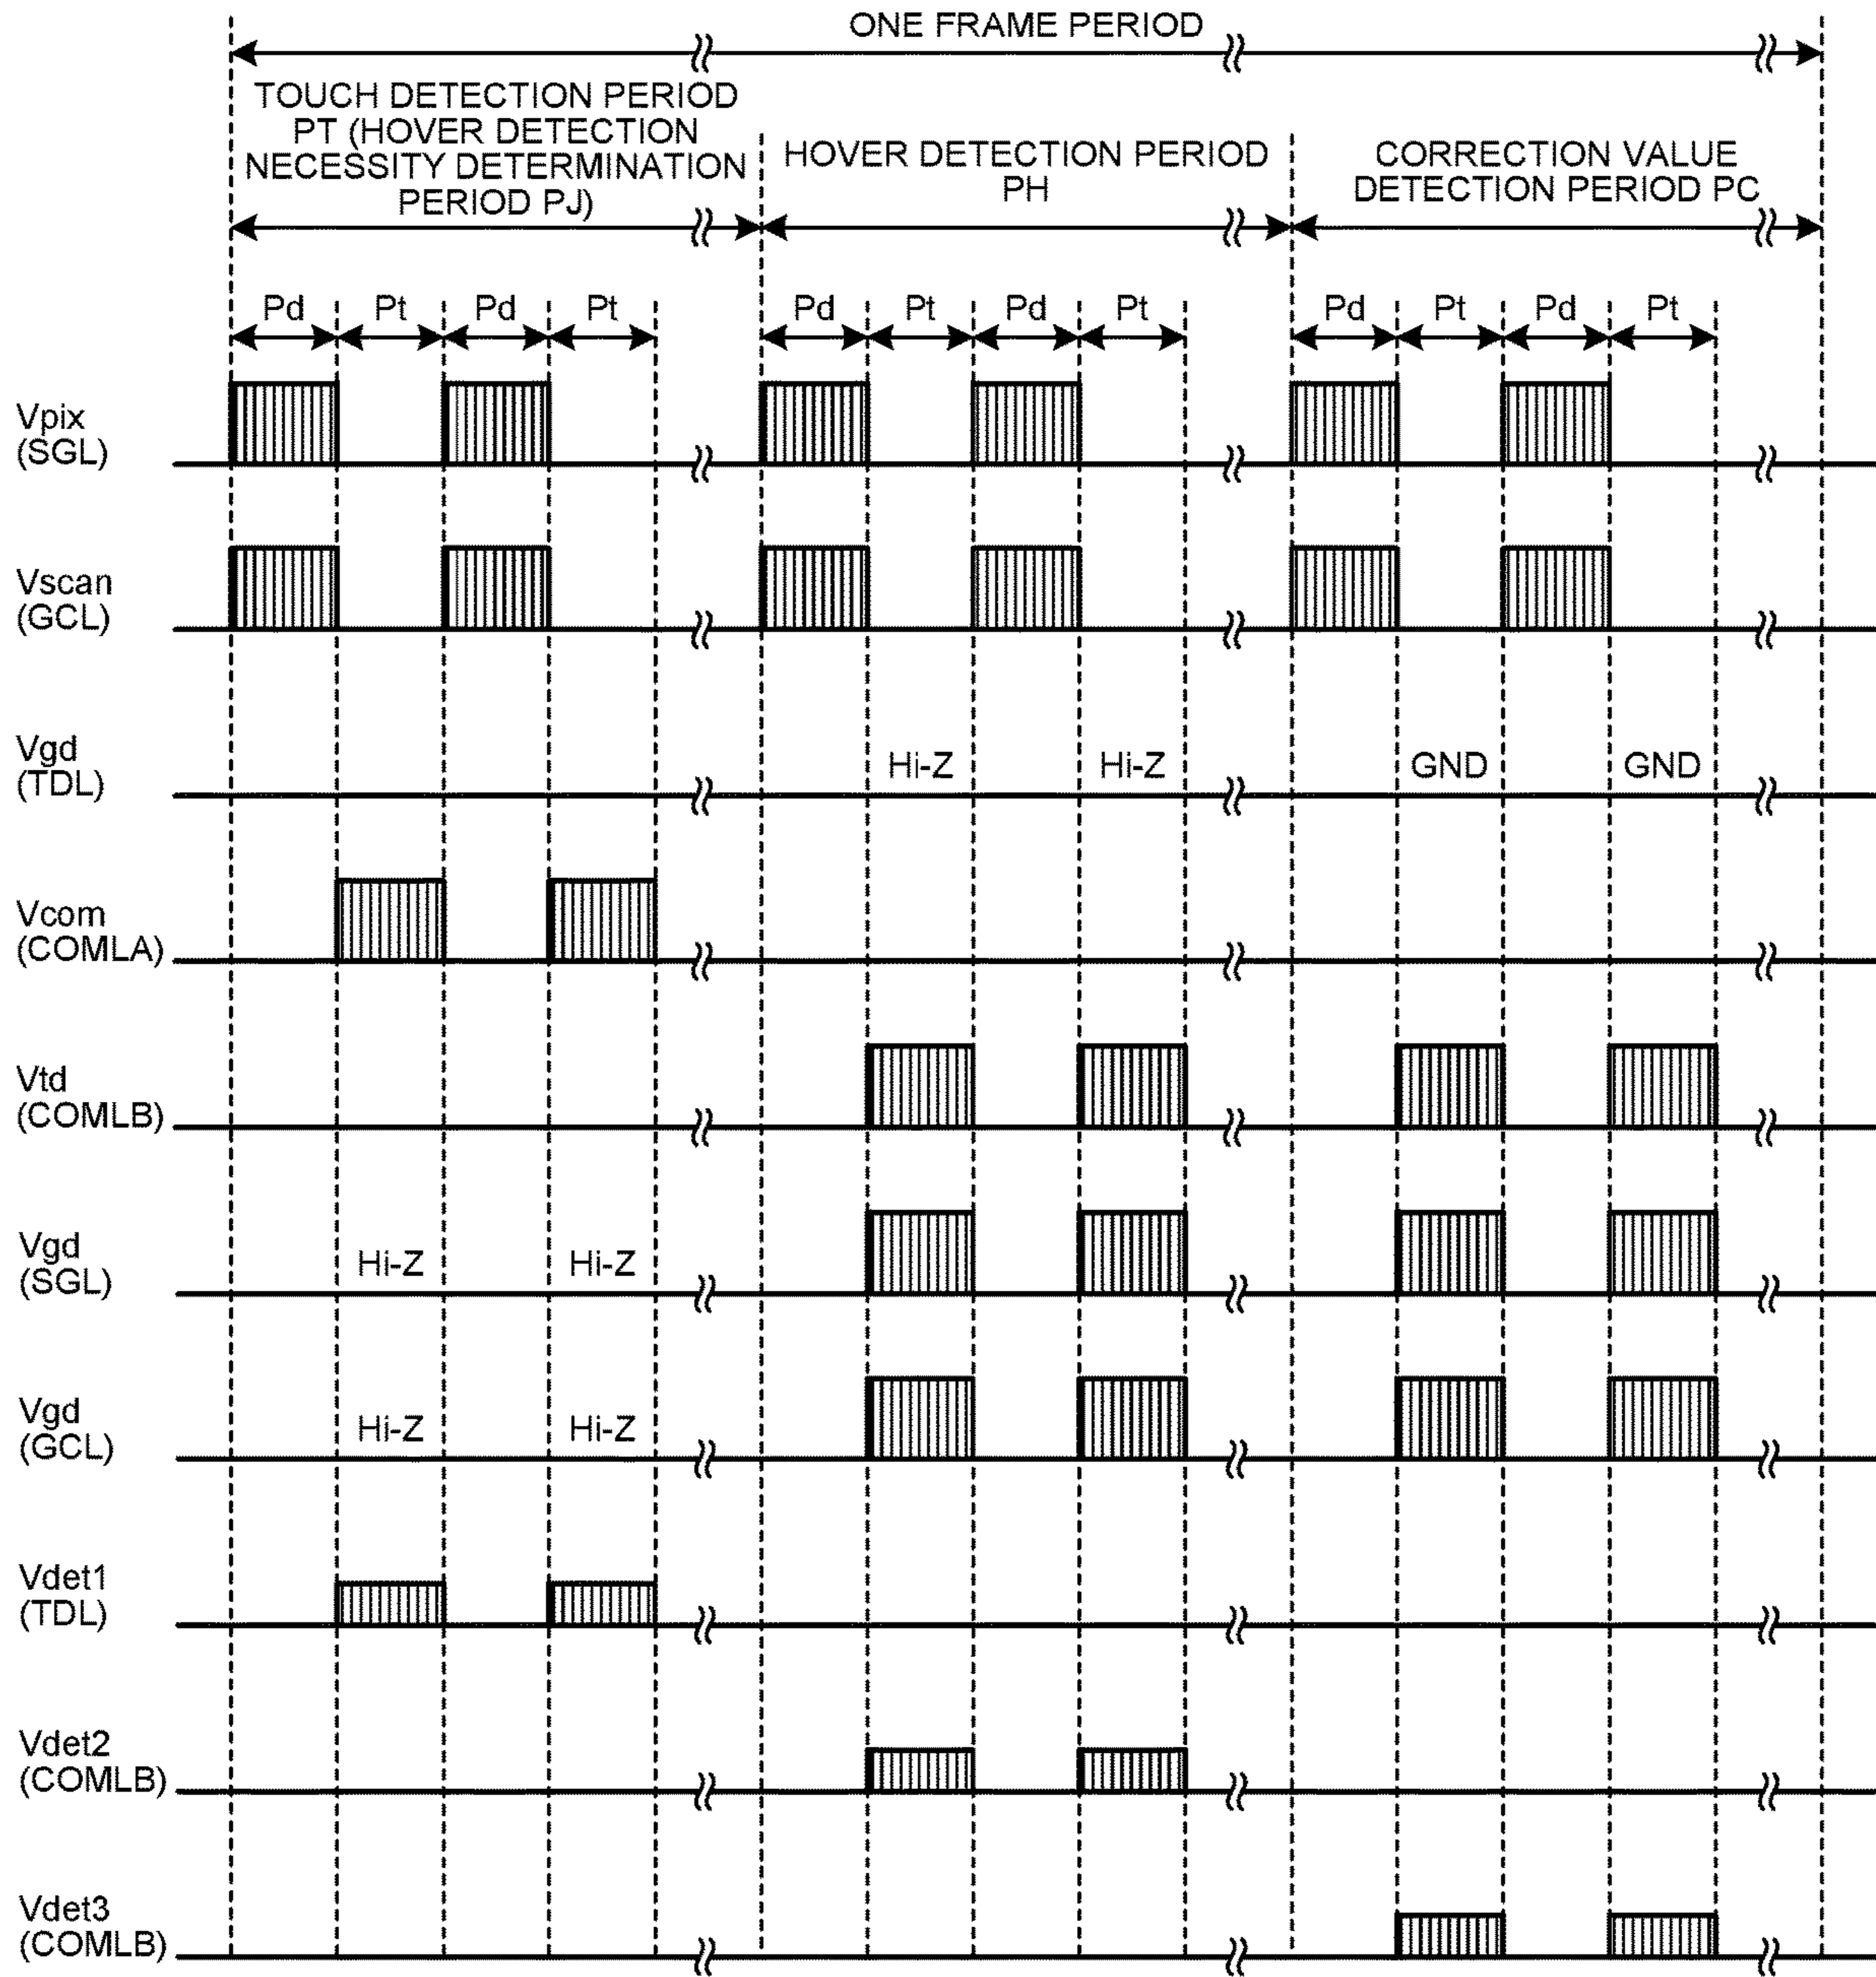 ONE FRAME PERIOD
TOUCH DETECTION PERIOD
PT (HOVER DETECTION
NECESSITY DETERMINATION
PERIOD PJ)
HOVER DETECTION PERIOD
PH
CORRECTION VALUE
DETECTION PERIOD PC
Pd Pt Pd Pt Pd Pt Pd Pt Pd Pt Pd Pt
Vpix
(SGL)
Vscan
(GCL)
Vgd
(TDL)
Hi-Z Hi-Z GND GND
Vcom
(COMLA)
Vtd
(COMLB)
Vgd
(SGL)
Hi-Z Hi-Z
Vgd
(GCL)
Hi-Z Hi-Z
Vdet1
(TDL)
Vdet2
(COMLB)
Vdet3
(COMLB)